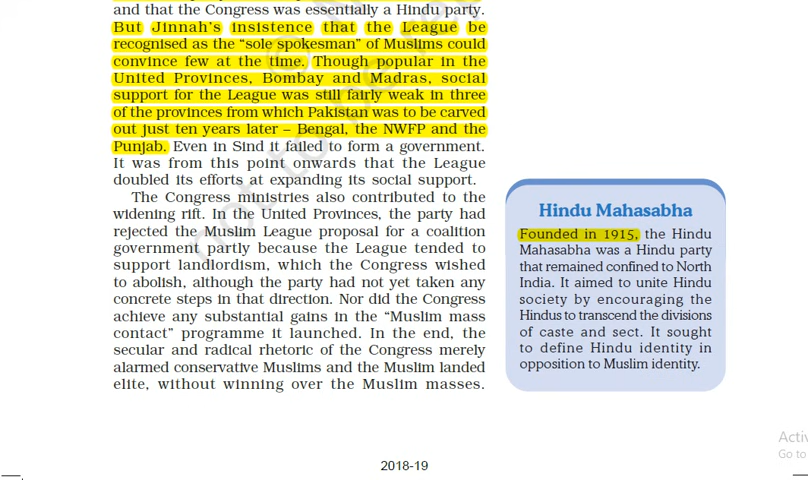 and that the Congress was essentially a Hindu party.
But Jinnah's insistence that the League be
recognised as the "sole spokesman" of Muslims could
convince few at the time. Though popular in the
United Provinces, Bombay and Madras, social
support for the League was still fairly weak in three
of the provinces from which Pakistan was to be carved
out just ten years later – Bengal, the NWFP and the
Punjab. Even in Sind it failed to form a government.
It was from this point onwards that the League
doubled its efforts at expanding its social support.
The Congress ministries also contributed to the
widening rift. In the United Provinces, the party had
rejected the Muslim League proposal for a coalition
government partly because the League tended to
support landlordism, which the Congress wished
to abolish, although the party had not yet taken any
concrete steps in that direction. Nor did the Congress
achieve any substantial gains in the "Muslim mass
contact" programme it launched. In the end, the
secular and radical rhetoric of the Congress merely
alarmed conservative Muslims and the Muslim landed
elite, without winning over the Muslim masses.
Hindu Mahasabha
Founded in 1915, the Hindu
Mahasabha was a Hindu party
that remained confined to North
India. It aimed to unite Hindu
society by encouraging the
Hindus to transcend the divisions
of caste and sect. It sought
to define Hindu identity in
opposition to Muslim identity.
2018-19
Go to